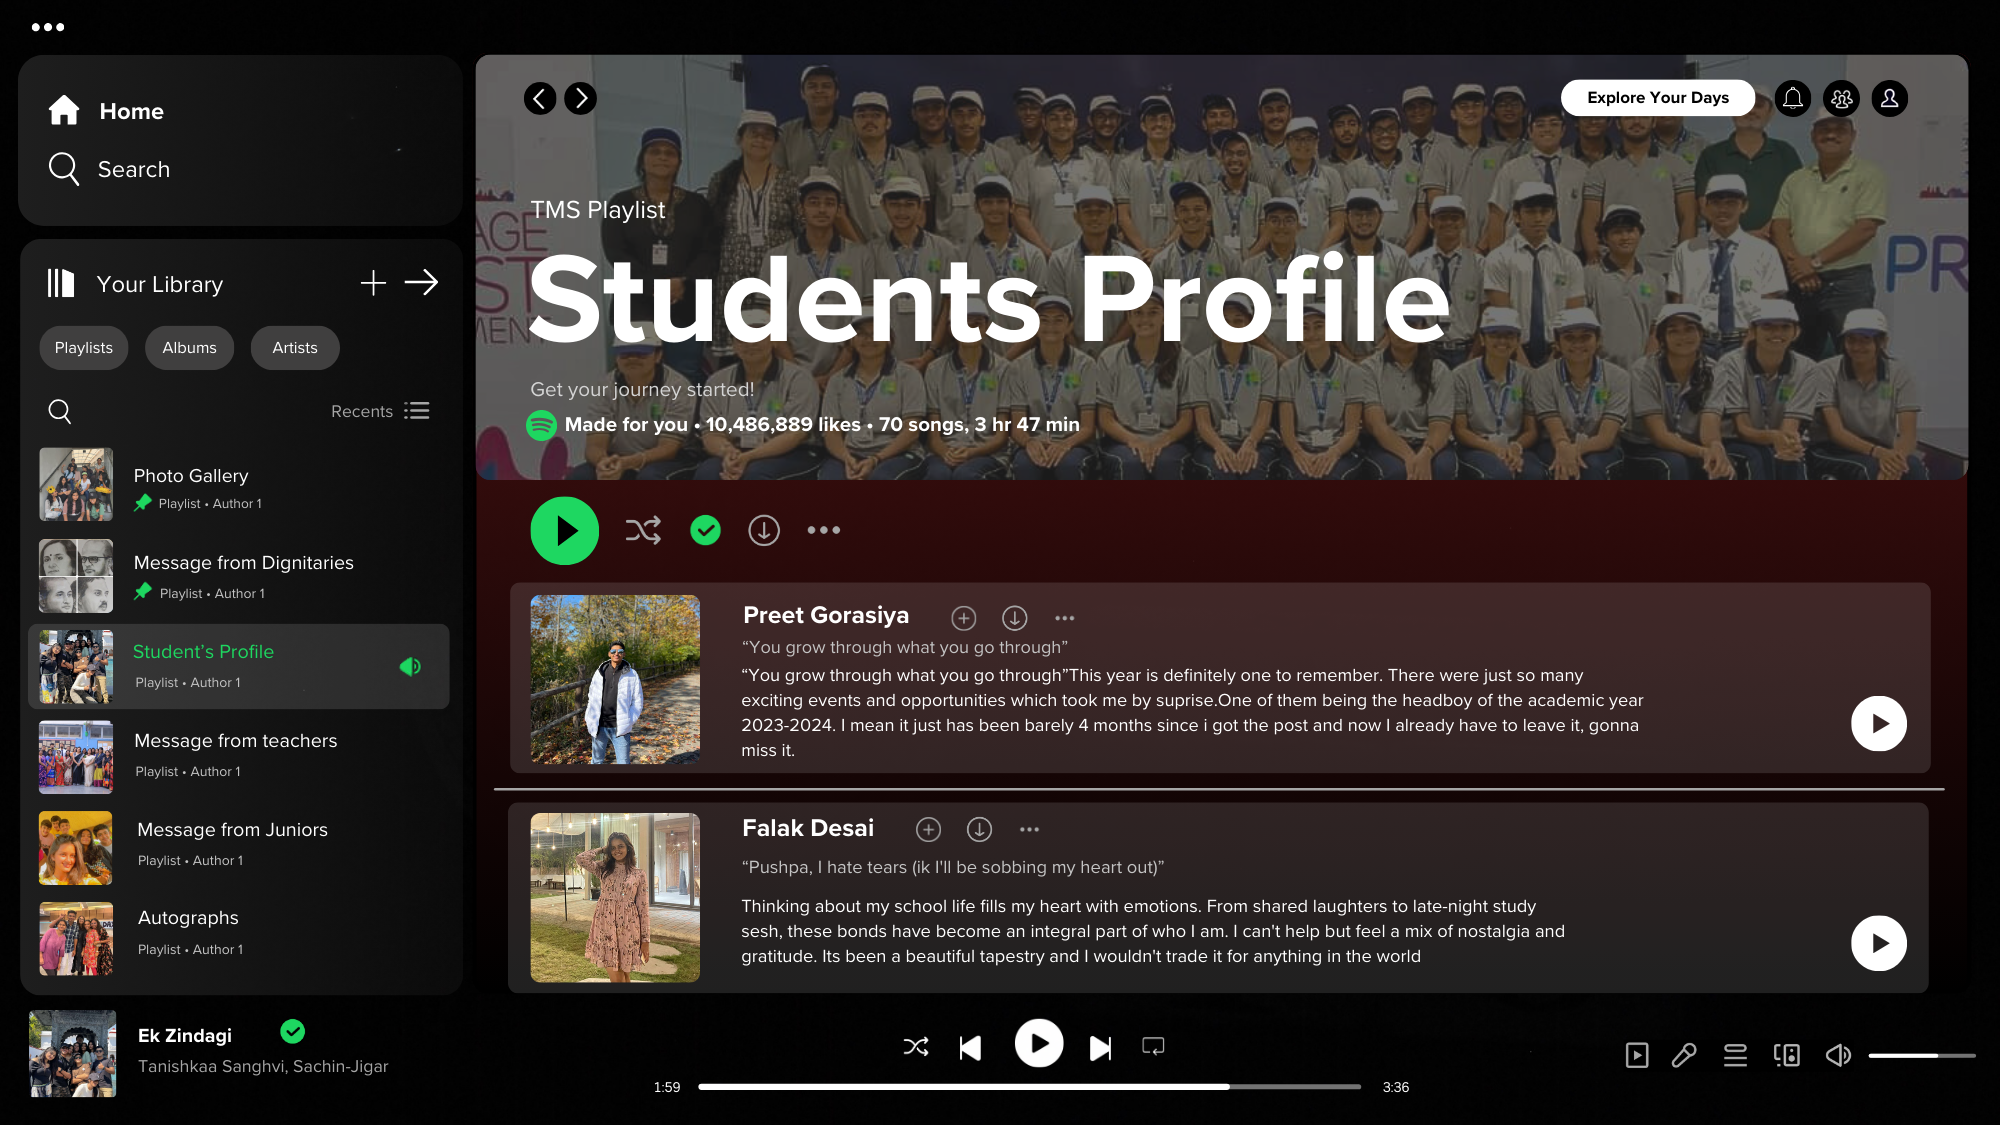 Home
Search
Your Library
Playlists
Albums
Artists
Recents
Photo Gallery
Playlist • Author 1
Message from Dignitaries
Playlist • Author 1
Student's Profile
Playlist • Author 1
Message from teachers
Playlist • Author 1
Message from Juniors
Playlist • Author 1
Autographs
Playlist • Author 1
Explore Your Days
TMS Playlist
AGE
ST
MENT
PR
Students Profile
Get your journey started!
Made for you • 10,486,889 likes • 70 songs, 3 hr 47 min
Preet Gorasiya
“You grow through what you go through”
“You grow through what you go through”This year is definitely one to remember. There were just so many
exciting events and opportunities which took me by suprise.One of them being the headboy of the academic year
2023-2024. I mean it just has been barely 4 months since i got the post and now I already have to leave it, gonna
miss it.
Falak Desai
“Pushpa, I hate tears (ik I'll be sobbing my heart out)”
Thinking about my school life fills my heart with emotions. From shared laughters to late-night study
sesh, these bonds have become an integral part of who I am. I can't help but feel a mix of nostalgia and
gratitude. Its been a beautiful tapestry and I wouldn't trade it for anything in the world
Ek Zindagi
Tanishkaa Sanghvi, Sachin-Jigar
1:59
3:36